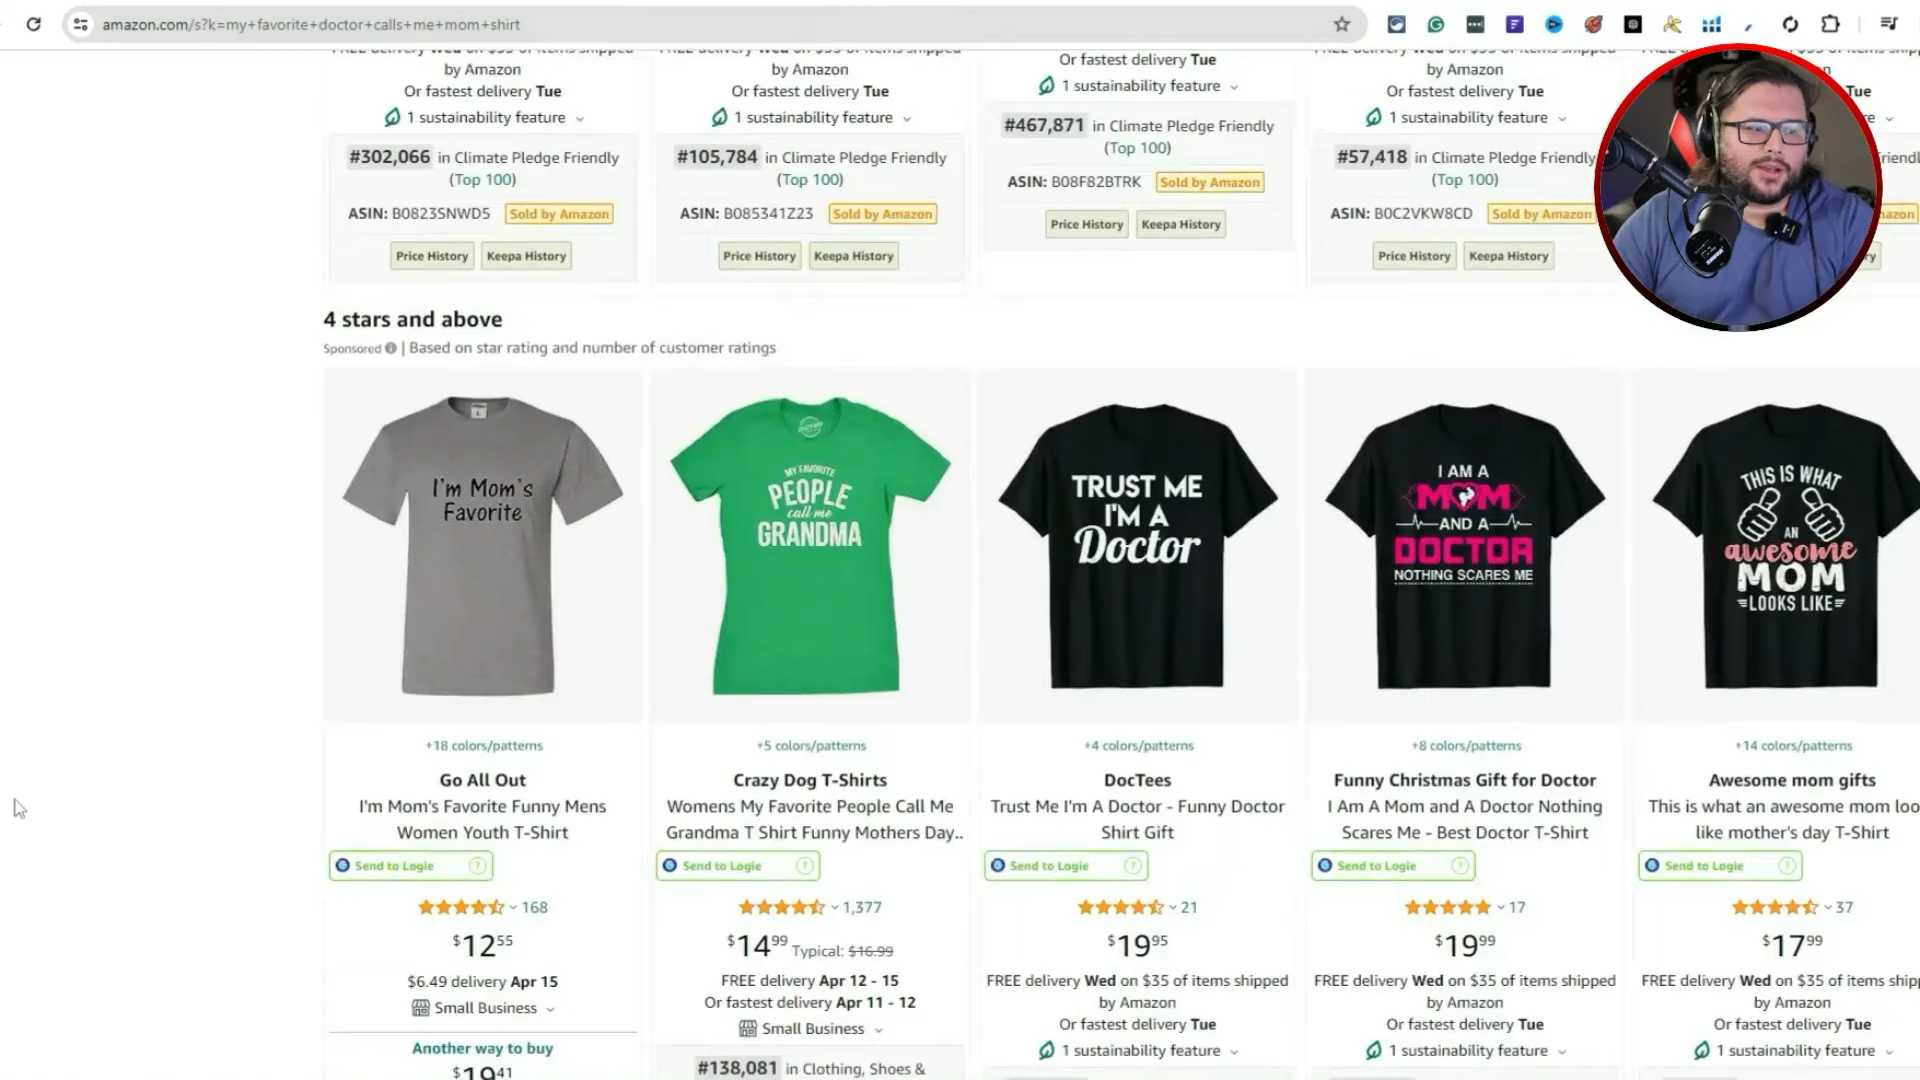 amazon.com/s?k=my+favorite+doctor+calls+me+mom+shirt
by Amazon
Or fastest delivery Tue
1 sustainability feature
#302,066 in Climate Pledge Friendly
(Top 100)
ASIN: B0823SNWD5 Sold by Amazon
Price History Keepa History
by Amazon
Or fastest delivery Tue
1 sustainability feature
#105,784 in Climate Pledge Friendly
(Top 100)
ASIN: B085341Z23 Sold by Amazon
Price History Keepa History
Or fastest delivery Tue
1 sustainability feature
#467,871 in Climate Pledge Friendly
(Top 100)
ASIN: B08F82BTRK Sold by Amazon
Price History Keepa History
by Amazon
Or fastest delivery Tue
1 sustainability feature
#57,418 in Climate Pledge Friendly
(Top 100)
ASIN: B0C2VKW8CD Sold by Amazon
Price History Keepa History
4 stars and above
Sponsored | Based on star rating and number of customer ratings
I'm Mom's
Favorite
+18 colors/patterns
Go All Out
I'm Mom's Favorite Funny Mens
Women Youth T-Shirt
Send to Logie ?
168
$12.55
$6.49 delivery Apr 15
Small Business
Another way to buy
$19.41
MY FAVORITE
PEOPLE
call me
GRANDMA
+5 colors/patterns
Crazy Dog T-Shirts
Womens My Favorite People Call Me
Grandma T Shirt Funny Mothers Day..
Send to Logie ?
1,377
$14.99 Typical: $16.99
FREE delivery Apr 12 - 15
Or fastest delivery Apr 11 - 12
Small Business
#138,081 in Clothing, Shoes &
TRUST ME
I'M A
Doctor
+4 colors/patterns
DocTees
Trust Me I'm A Doctor - Funny Doctor
Shirt Gift
Send to Logie ?
21
$19.95
FREE delivery Wed on $35 of items shipped
by Amazon
Or fastest delivery Tue
1 sustainability feature
I AM A
MOM
AND A
DOCTOR
NOTHING SCARES ME
+8 colors/patterns
Funny Christmas Gift for Doctor
I Am A Mom and A Doctor Nothing
Scares Me - Best Doctor T-Shirt
Send to Logie ?
17
$19.99
FREE delivery Wed on $35 of items shipped
by Amazon
Or fastest delivery Tue
1 sustainability feature
THIS IS WHAT
AN
awesome
MOM
LOOKS LIKE
+14 colors/patterns
Awesome mom gifts
This is what an awesome mom loo
like mother's day T-Shirt
Send to Logie ?
37
$17.99
FREE delivery Wed on $35 of items shipp
by Amazon
Or fastest delivery Tue
1 sustainability feature